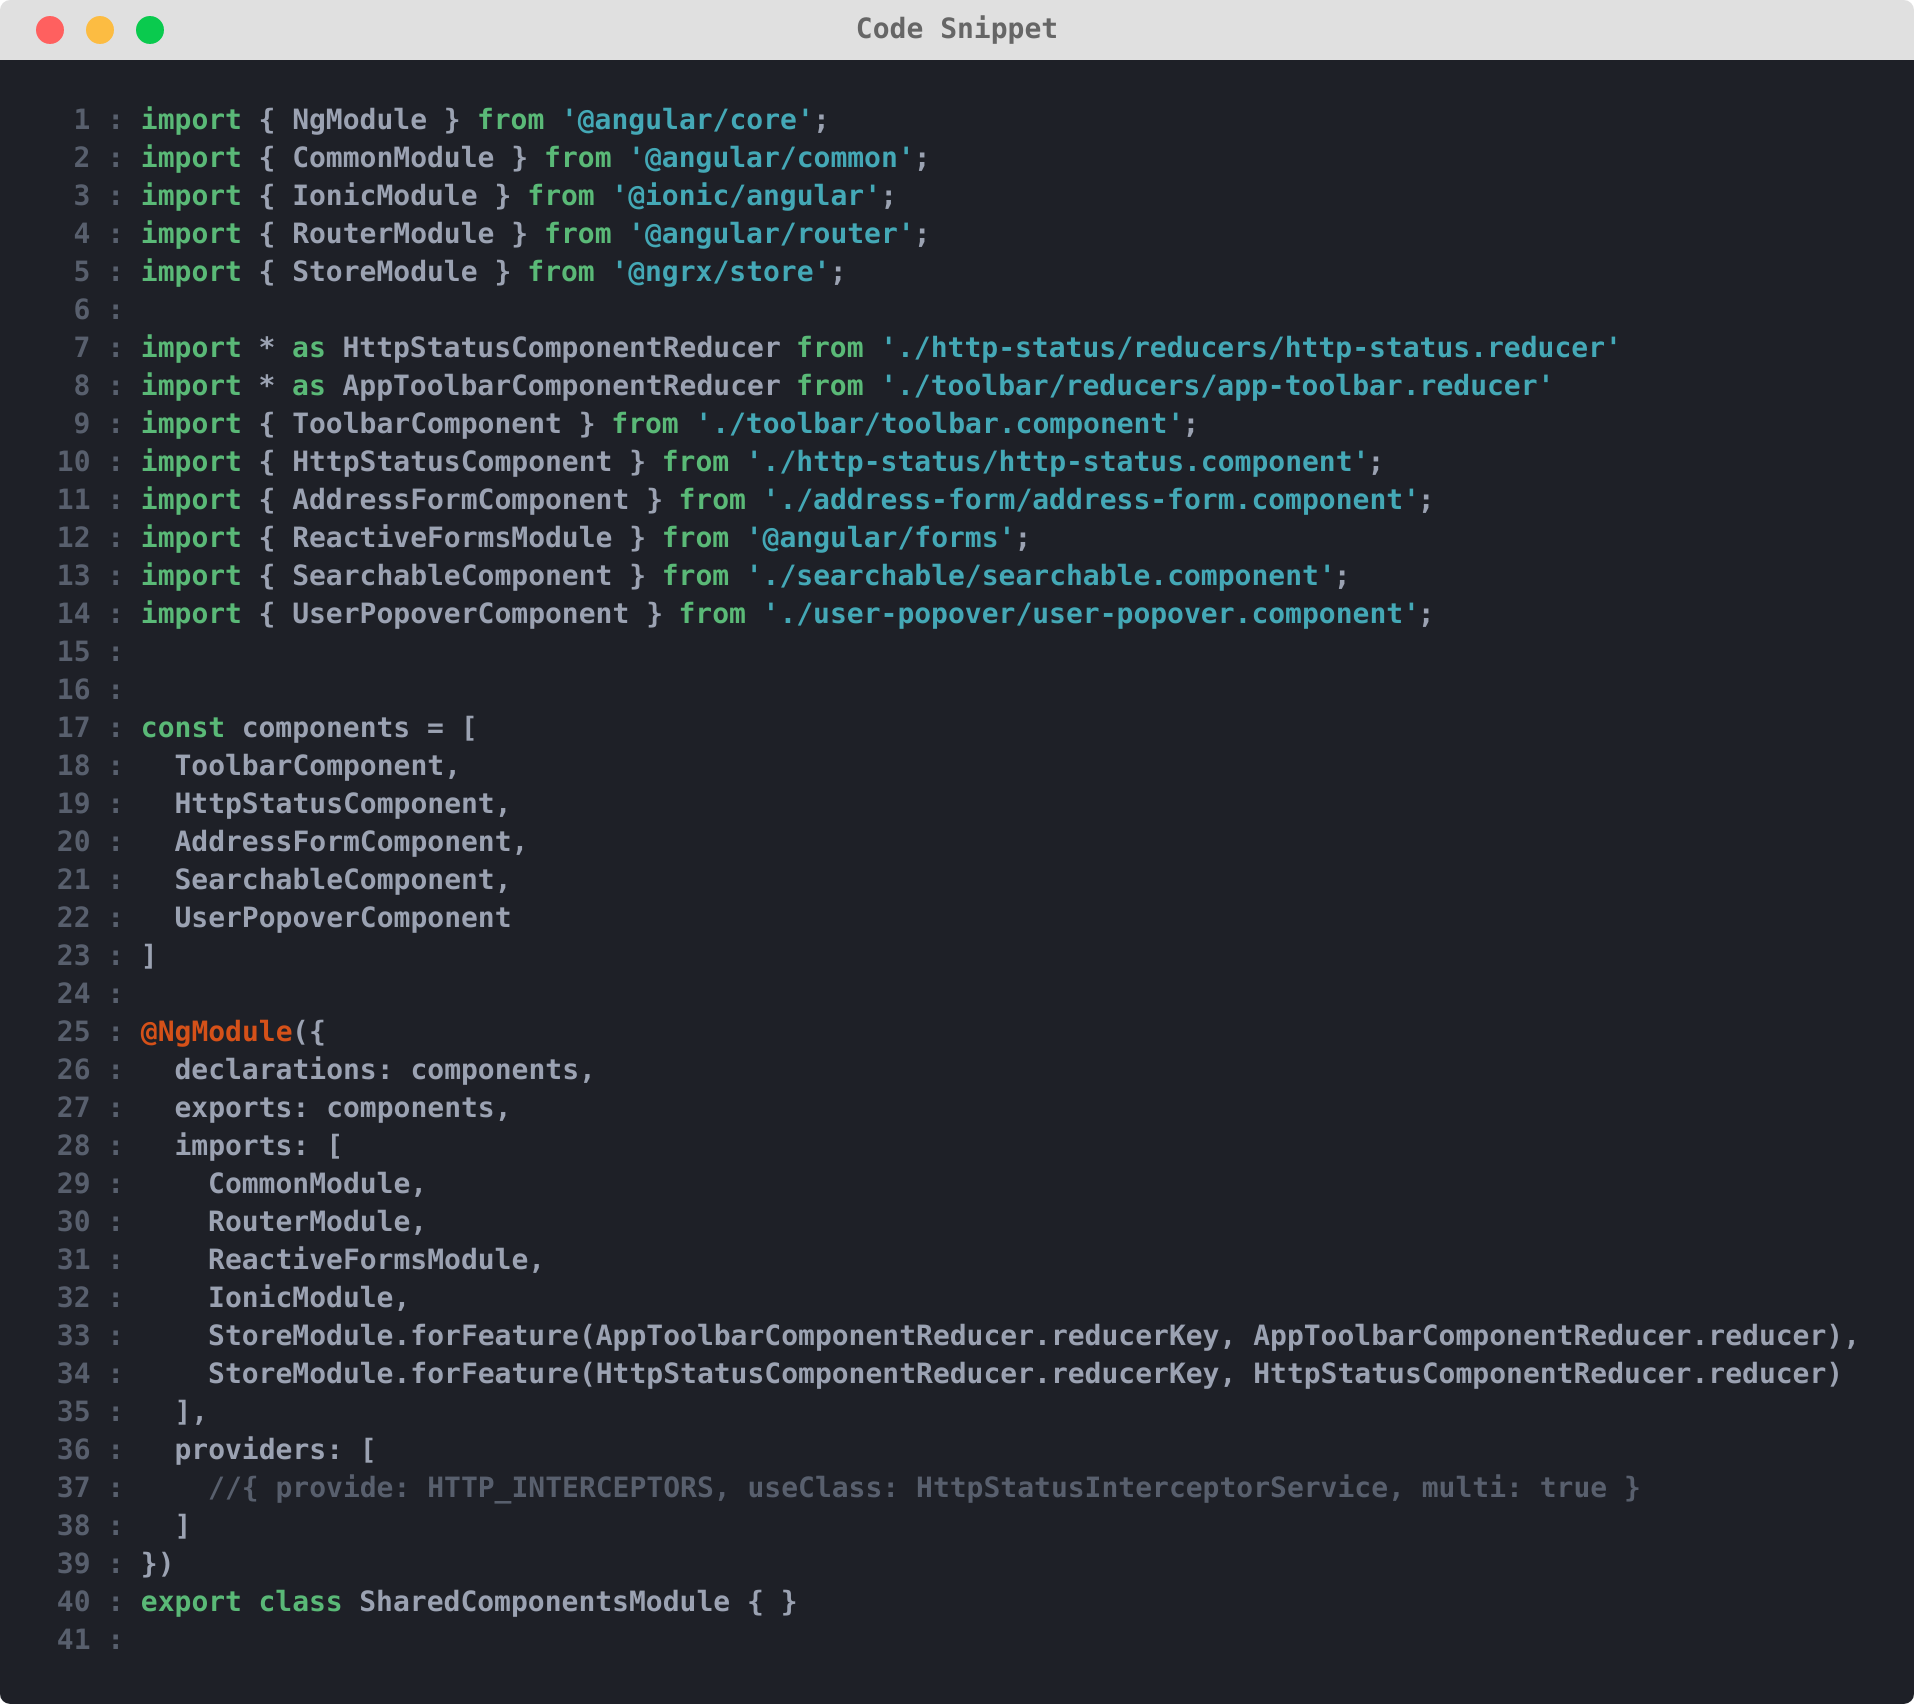 Code Snippet
1 : import { NgModule } from '@angular/core';
2 : import { CommonModule } from '@angular/common';
3 : import { IonicModule } from '@ionic/angular';
4 : import { RouterModule } from '@angular/router';
5 : import { StoreModule } from '@ngrx/store';
6 :
7 : import * as HttpStatusComponentReducer from './http-status/reducers/http-status.reducer'
8 : import * as AppToolbarComponentReducer from './toolbar/reducers/app-toolbar.reducer'
9 : import { ToolbarComponent } from './toolbar/toolbar.component';
10 : import { HttpStatusComponent } from './http-status/http-status.component';
11 : import { AddressFormComponent } from './address-form/address-form.component';
12 : import { ReactiveFormsModule } from '@angular/forms';
13 : import { SearchableComponent } from './searchable/searchable.component';
14 : import { UserPopoverComponent } from './user-popover/user-popover.component';
15 :
16 :
17 : const components = [
18 :   ToolbarComponent,
19 :   HttpStatusComponent,
20 :   AddressFormComponent,
21 :   SearchableComponent,
22 :   UserPopoverComponent
23 : ]
24 :
25 : @NgModule({
26 :   declarations: components,
27 :   exports: components,
28 :   imports: [
29 :     CommonModule,
30 :     RouterModule,
31 :     ReactiveFormsModule,
32 :     IonicModule,
33 :     StoreModule.forFeature(AppToolbarComponentReducer.reducerKey, AppToolbarComponentReducer.reducer),
34 :     StoreModule.forFeature(HttpStatusComponentReducer.reducerKey, HttpStatusComponentReducer.reducer)
35 :   ],
36 :   providers: [
37 :     //{ provide: HTTP_INTERCEPTORS, useClass: HttpStatusInterceptorService, multi: true }
38 :   ]
39 : })
40 : export class SharedComponentsModule { }
41 :